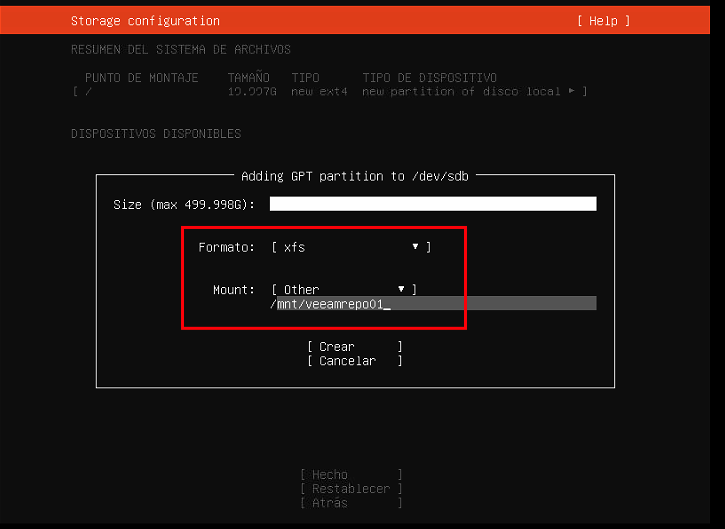 Storage configuration [ Help ]
RESUMEN DEL SISTEMA DE ARCHIVOS
PUNTO DE MONTAJE TAMAÑO TIPO TIPO DE DISPOSITIVO
[ / 19.997G new ext4 new partition of disco local ▸ ]
DISPOSITIVOS DISPONIBLES
Adding GPT partition to /dev/sdb
Size (max 499.998G):
Formato: [ xfs ▾ ]
Mount: [ Other ▾ ]
/mnt/veeamrepo01_
[ Crear ]
[ Cancelar ]
[ Hecho ]
[ Restablecer ]
[ Atrás ]